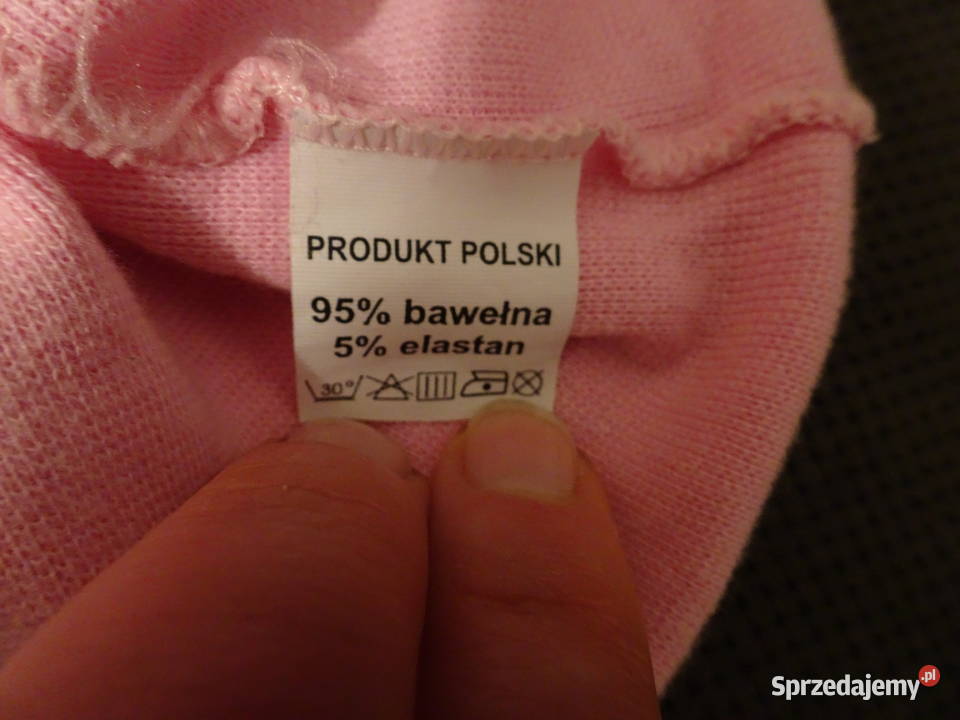 PRODUKT POLSKI
95% bawełna
5% elastan
30°
Sprzedajemy.pl